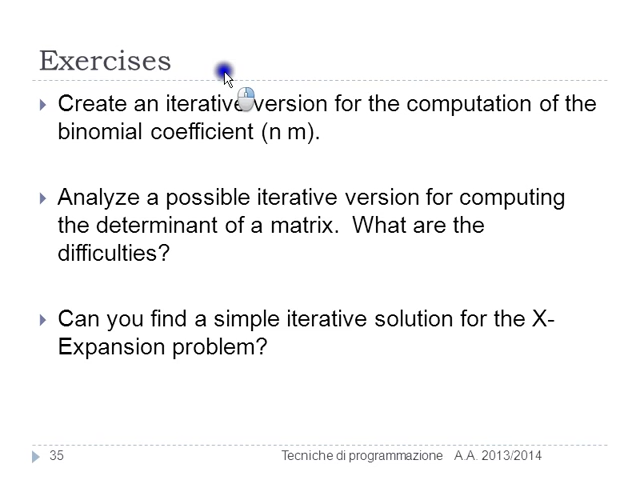 Exercises
Create an iterative version for the computation of the
binomial coefficient (n m).
Analyze a possible iterative version for computing
the determinant of a matrix. What are the
difficulties?
Can you find a simple iterative solution for the X-
Expansion problem?
35
Tecniche di programmazione A.A. 2013/2014